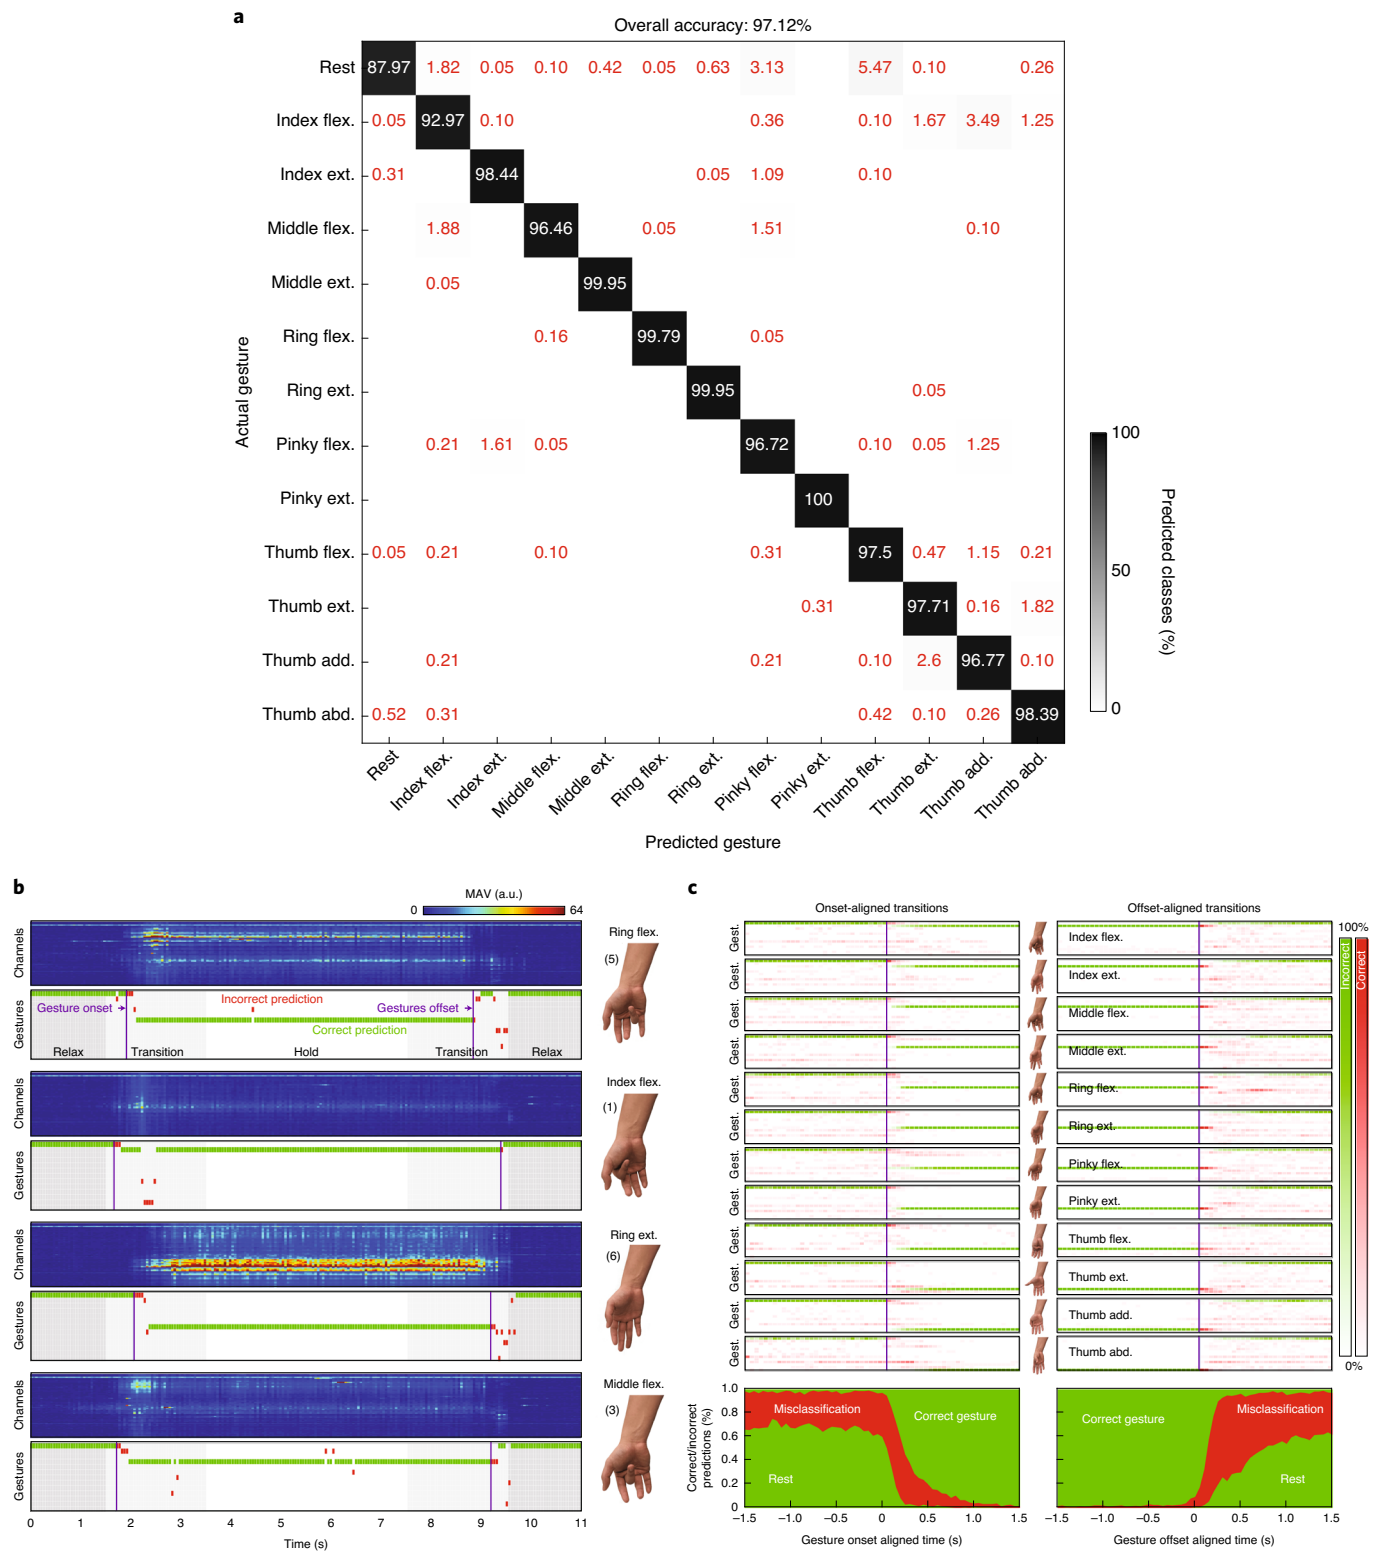 a
Overall accuracy: 97.12%
Actual gesture
Rest 87.97 1.82 0.05 0.10 0.42 0.05 0.63 3.13 5.47 0.10 0.26
Index flex. 0.05 92.97 0.10 0.36 0.10 1.67 3.49 1.25
Index ext. 0.31 98.44 0.05 1.09 0.10
Middle flex. 1.88 96.46 0.05 1.51 0.10
Middle ext. 0.05 99.95
Ring flex. 0.16 99.79 0.05
Ring ext. 99.95 0.05
Pinky flex. 0.21 1.61 0.05 96.72 0.10 0.05 1.25
Pinky ext. 100
Thumb flex. 0.05 0.21 0.10 0.31 97.5 0.47 1.15 0.21
Thumb ext. 0.31 97.71 0.16 1.82
Thumb add. 0.21 0.21 0.10 2.6 96.77 0.10
Thumb abd. 0.52 0.31 0.42 0.10 0.26 98.39
Rest Index flex. Index ext. Middle flex. Middle ext. Ring flex. Ring ext. Pinky flex. Pinky ext. Thumb flex. Thumb ext. Thumb add. Thumb abd.
Predicted gesture
100
50
0
Predicted classes (%)
b
MAV (a.u.)
0 64
Channels
Ring flex.
(5)
Gestures
Gesture onset
Incorrect prediction
Gestures offset
Correct prediction
Relax Transition Hold Transition Relax
Channels
Index flex.
(1)
Gestures
Channels
Ring ext.
(6)
Gestures
Channels
Middle flex.
(3)
Gestures
0 1 2 3 4 5 6 7 8 9 10 11
Time (s)
c
Onset-aligned transitions
Offset-aligned transitions
100%
Incorrect
Correct
0%
Gest. Index flex.
Gest. Index ext.
Gest. Middle flex.
Gest. Middle ext.
Gest. Ring flex.
Gest. Ring ext.
Gest. Pinky flex.
Gest. Pinky ext.
Gest. Thumb flex.
Gest. Thumb ext.
Gest. Thumb add.
Gest. Thumb abd.
Correct/incorrect
predictions (%)
1.0
0.8
0.6
0.4
0.2
0
Misclassification
Correct gesture
Rest
Correct gesture
Misclassification
Rest
−1.5 −1.0 −0.5 0 0.5 1.0 1.5
Gesture onset aligned time (s)
−1.5 −1.0 −0.5 0 0.5 1.0 1.5
Gesture offset aligned time (s)